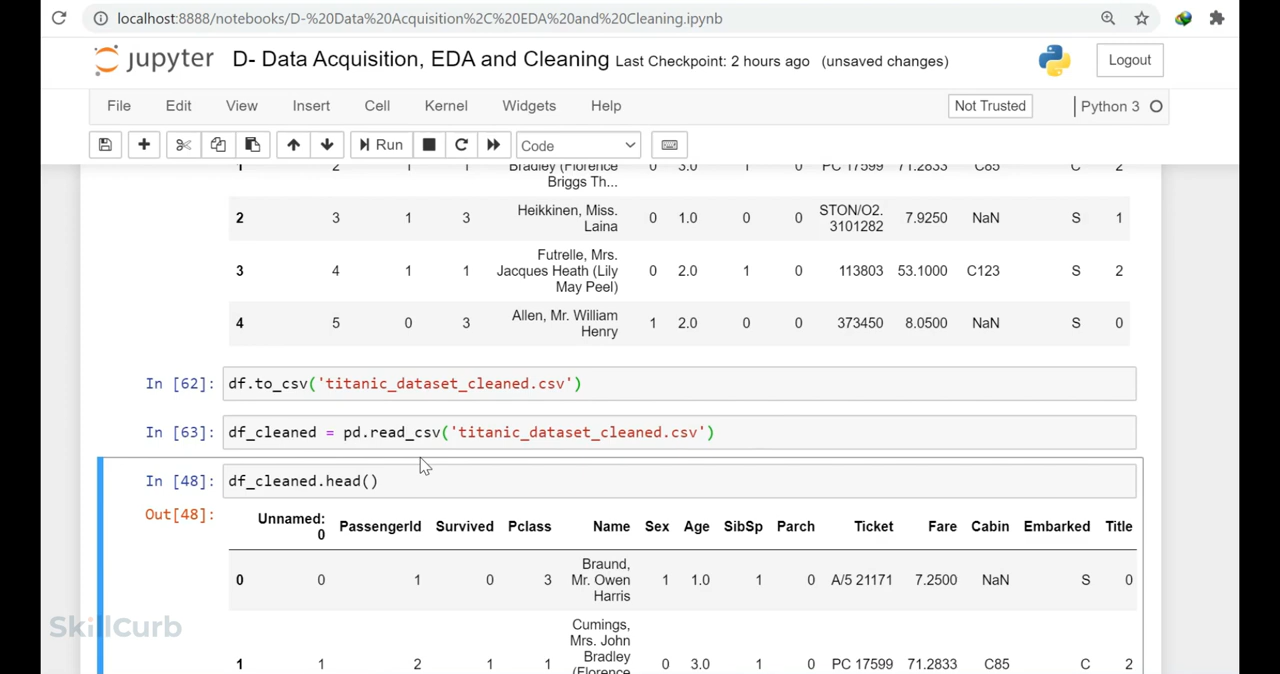 localhost:8888/notebooks/D-%20Data%20Acquisition%2C%20EDA%20and%20Cleaning.ipynb
jupyter D- Data Acquisition, EDA and Cleaning Last Checkpoint: 2 hours ago (unsaved changes) Logout
File Edit View Insert Cell Kernel Widgets Help Not Trusted Python 3
Run Code
1 2 1 1 Bradley (Florence 0 3.0 1 0 PC 17599 71.2833 C85 C 2
Briggs Th...
2 3 1 3 Heikkinen, Miss. 0 1.0 0 0 STON/O2. 7.9250 NaN S 1
Laina 3101282
Futrelle, Mrs.
3 4 1 1 Jacques Heath (Lily 0 2.0 1 0 113803 53.1000 C123 S 2
May Peel)
4 5 0 3 Allen, Mr. William 1 2.0 0 0 373450 8.0500 NaN S 0
Henry
In [62]: df.to_csv('titanic_dataset_cleaned.csv')
In [63]: df_cleaned = pd.read_csv('titanic_dataset_cleaned.csv')
In [48]: df_cleaned.head()
Out[48]:
Unnamed: PassengerId Survived Pclass Name Sex Age SibSp Parch Ticket Fare Cabin Embarked Title
0
Braund,
0 0 1 0 3 Mr. Owen 1 1.0 1 0 A/5 21171 7.2500 NaN S 0
Harris
Cumings,
Mrs. John
1 1 2 1 1 Bradley 0 3.0 1 0 PC 17599 71.2833 C85 C 2
(Florence
SkillCurb